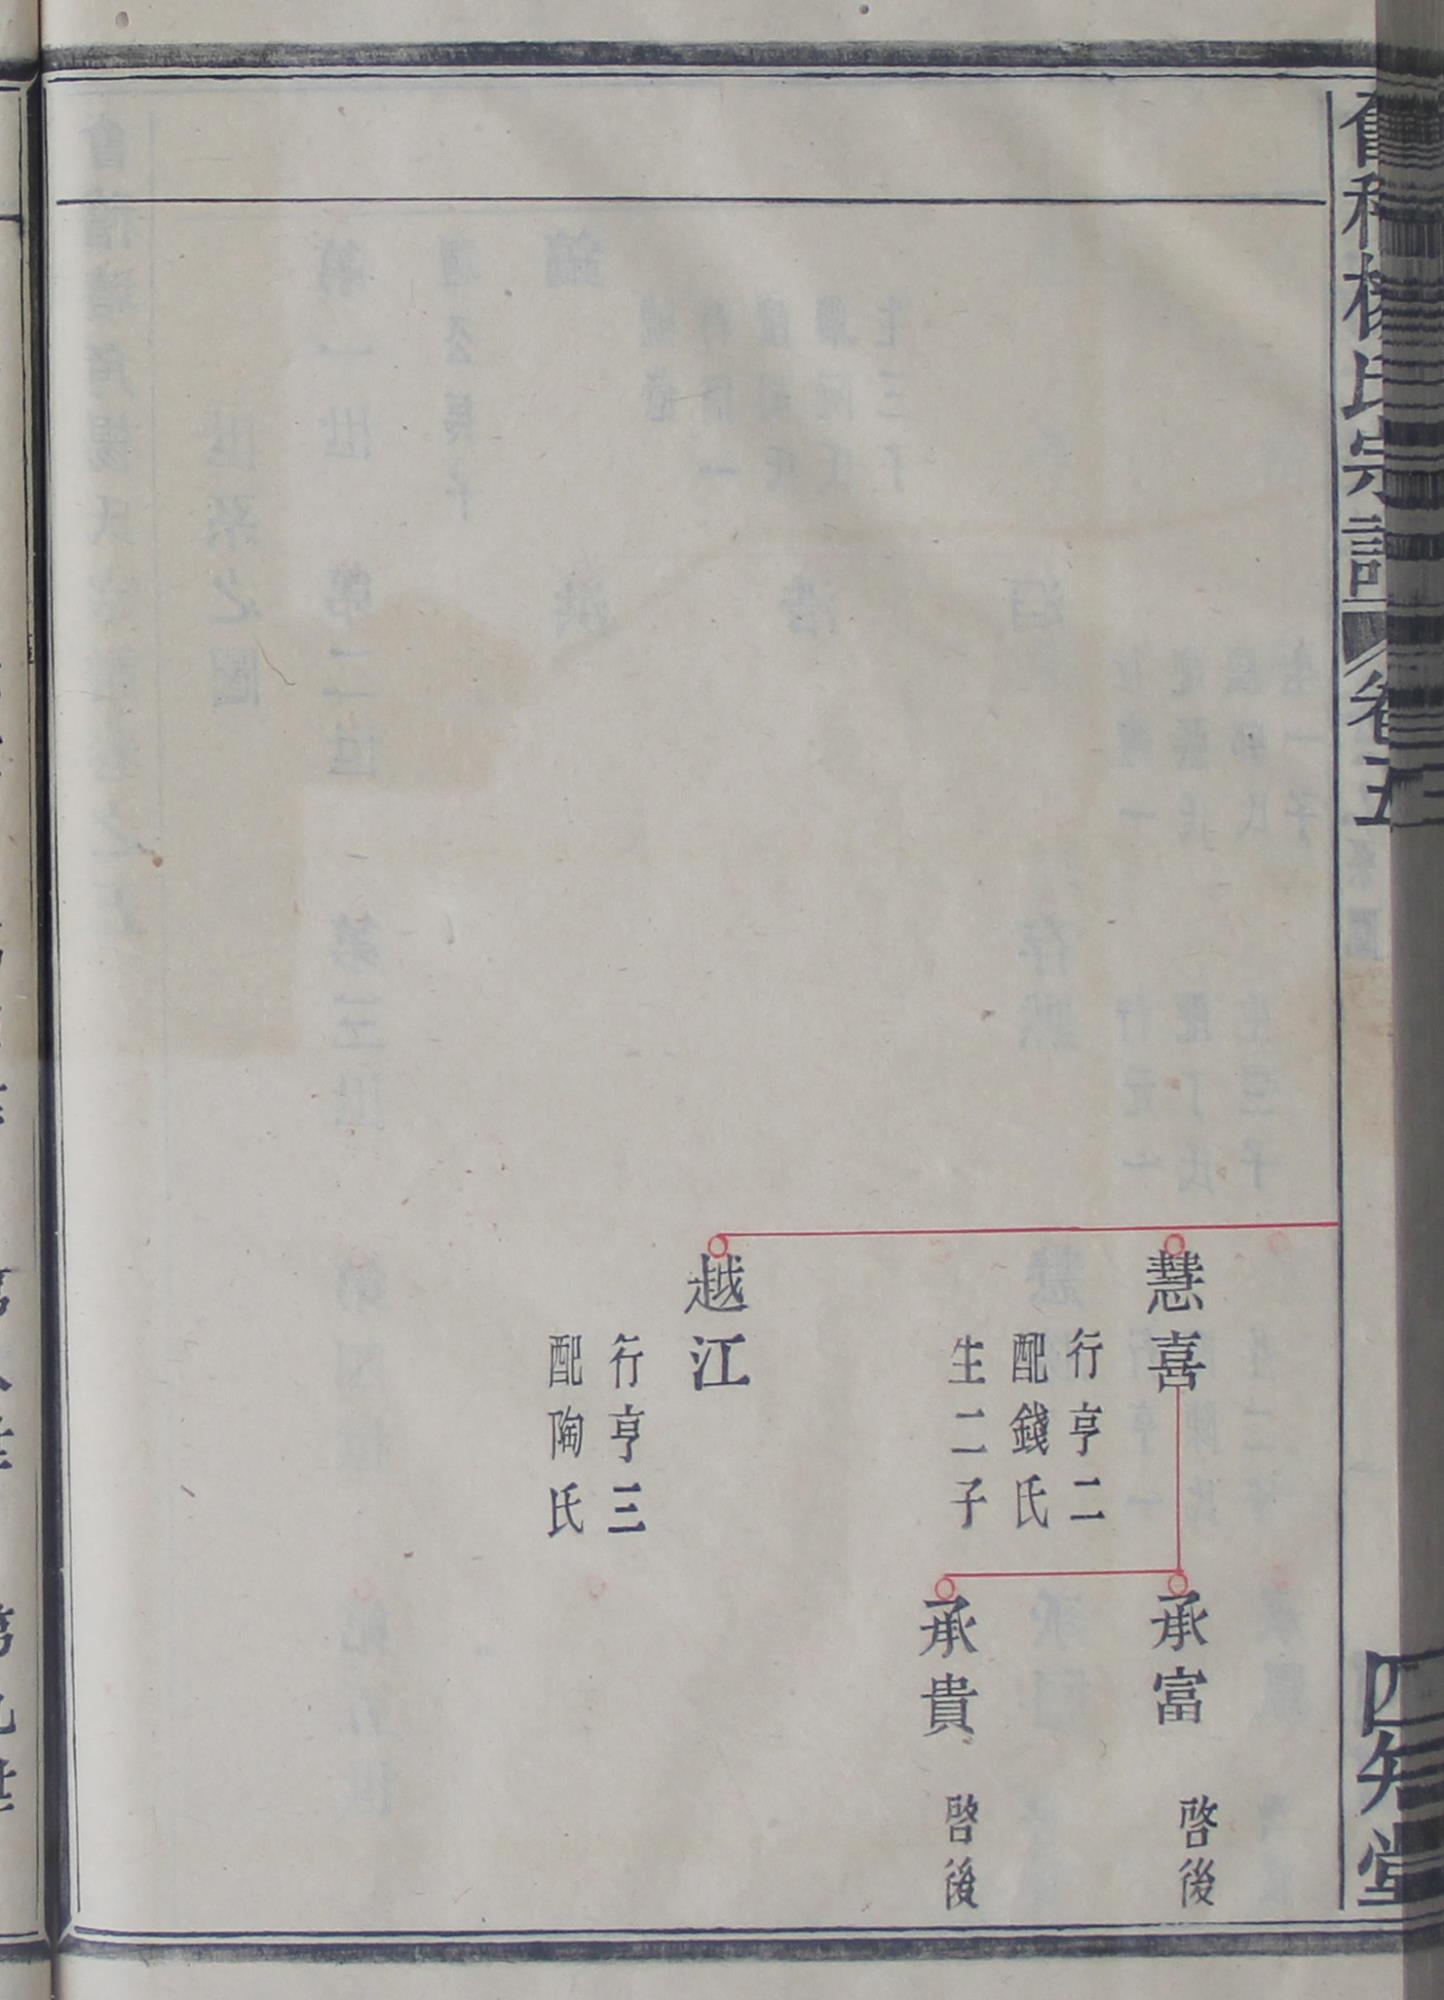 會稽楊氏宗譜 卷五
四知堂
慧喜
行亨二
配錢氏
生二子
承富
啓後
承貴
啓後
越江
行亨三
配陶氏